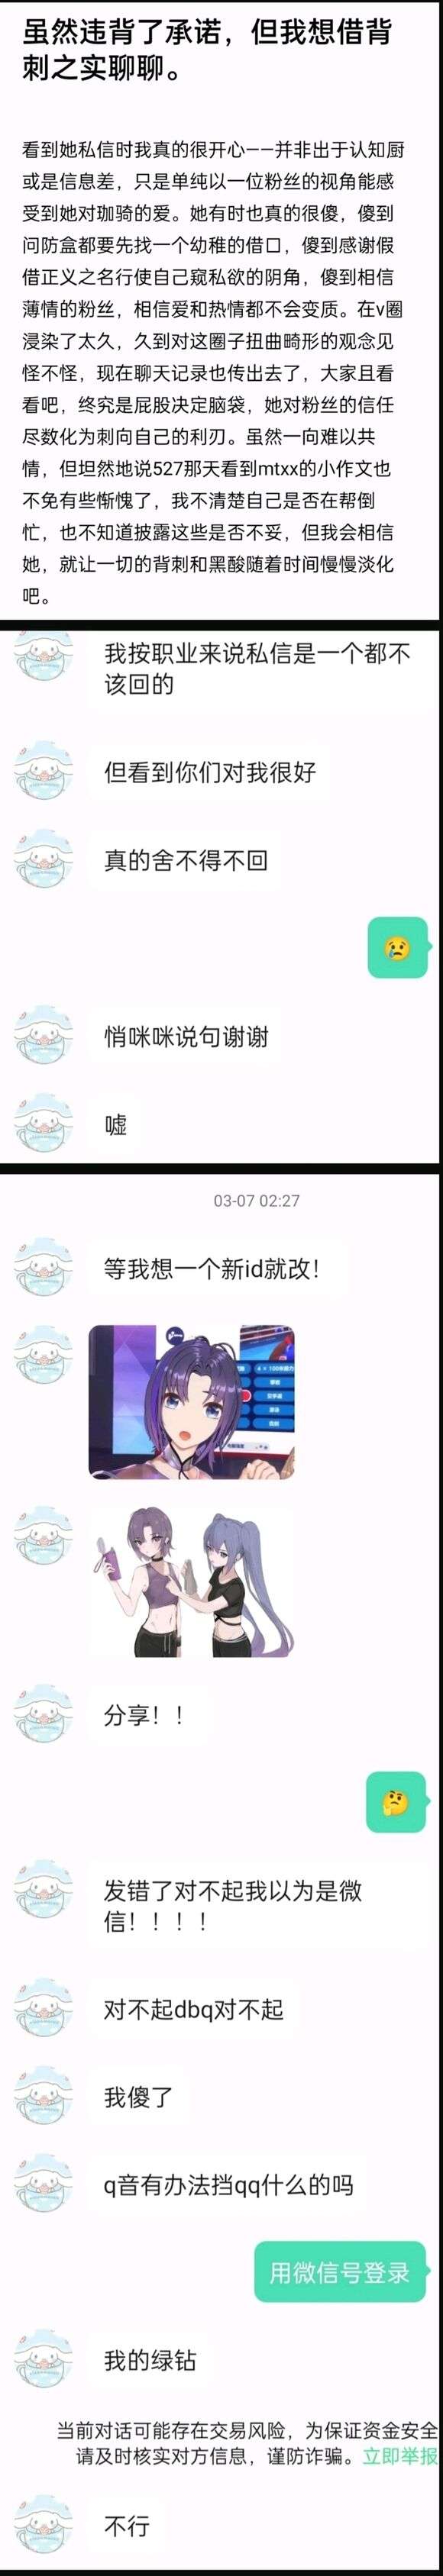 虽然违背了承诺，但我想借背
刺之实聊聊。
看到她私信时我真的很开心——并非出于认知厨
或是信息差，只是单纯以一位粉丝的视角能感
受到她对珈骑的爱。她有时也真的很傻，傻到
问防盒都要先找一个幼稚的借口，傻到感谢假
借正义之名行使自己窥私欲的阴角，傻到相信
薄情的粉丝，相信爱和热情都不会变质。在v圈
浸染了太久，久到对这圈子扭曲畸形的观念见
怪不怪，现在聊天记录也传出去了，大家且看
看吧，终究是屁股决定脑袋，她对粉丝的信任
尽数化为刺向自己的利刃。虽然一向难以共
情，但坦然地说527那天看到mtxx的小作文也
不免有些惭愧了，我不清楚自己是否在帮倒
忙，也不知道披露这些是否不妥，但我会相信
她，就让一切的背刺和黑酸随着时间慢慢淡化
吧。
我按职业来说私信是一个都不
该回的
但看到你们对我很好
真的舍不得不回
悄咪咪说句谢谢
嘘
03-07 02:27
等我想一个新id就改！
分享！！
发错了对不起我以为是微
信！！！！
对不起dbq对不起
我傻了
q音有办法挡qq什么的吗
用微信号登录
我的绿钻
当前对话可能存在交易风险，为保证资金安全
请及时核实对方信息，谨防诈骗。立即举报
不行